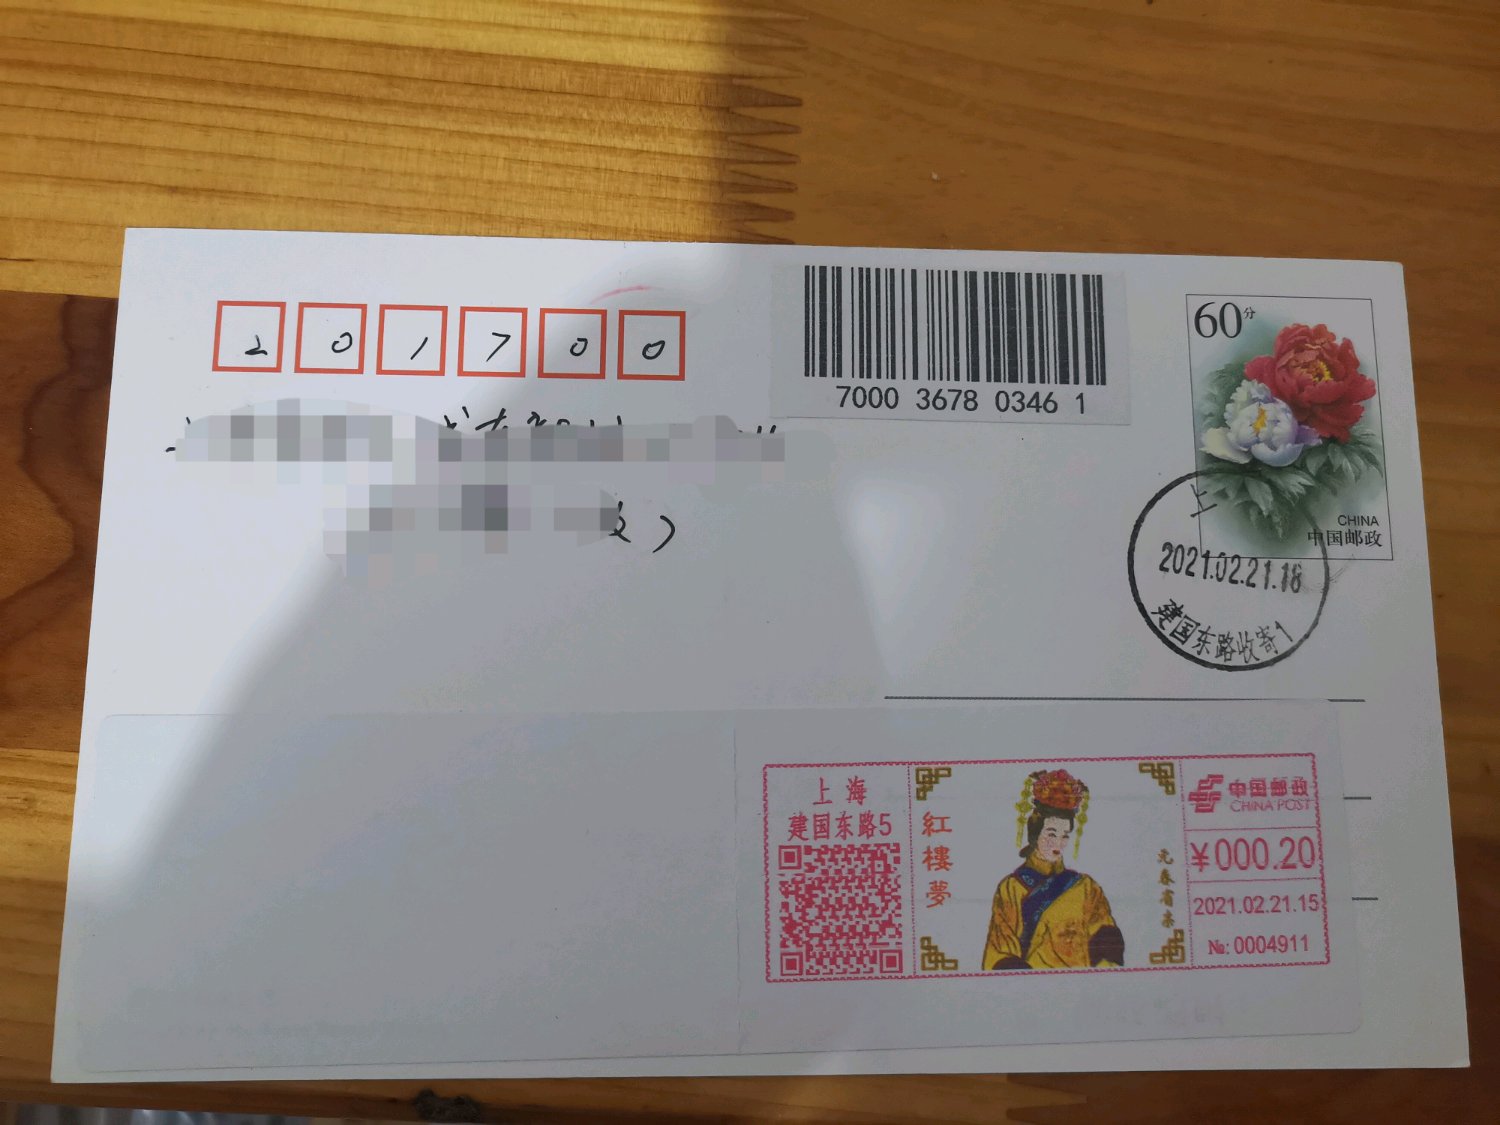 201700
7000 3678 0346 1
60分
CHINA
中国邮政
上
2021.02.21.18
建国东路收寄1
上海
建国东路5
紅樓夢
元春省亲
中国邮政
CHINA POST
¥000.20
2021.02.21.15
№:0004911